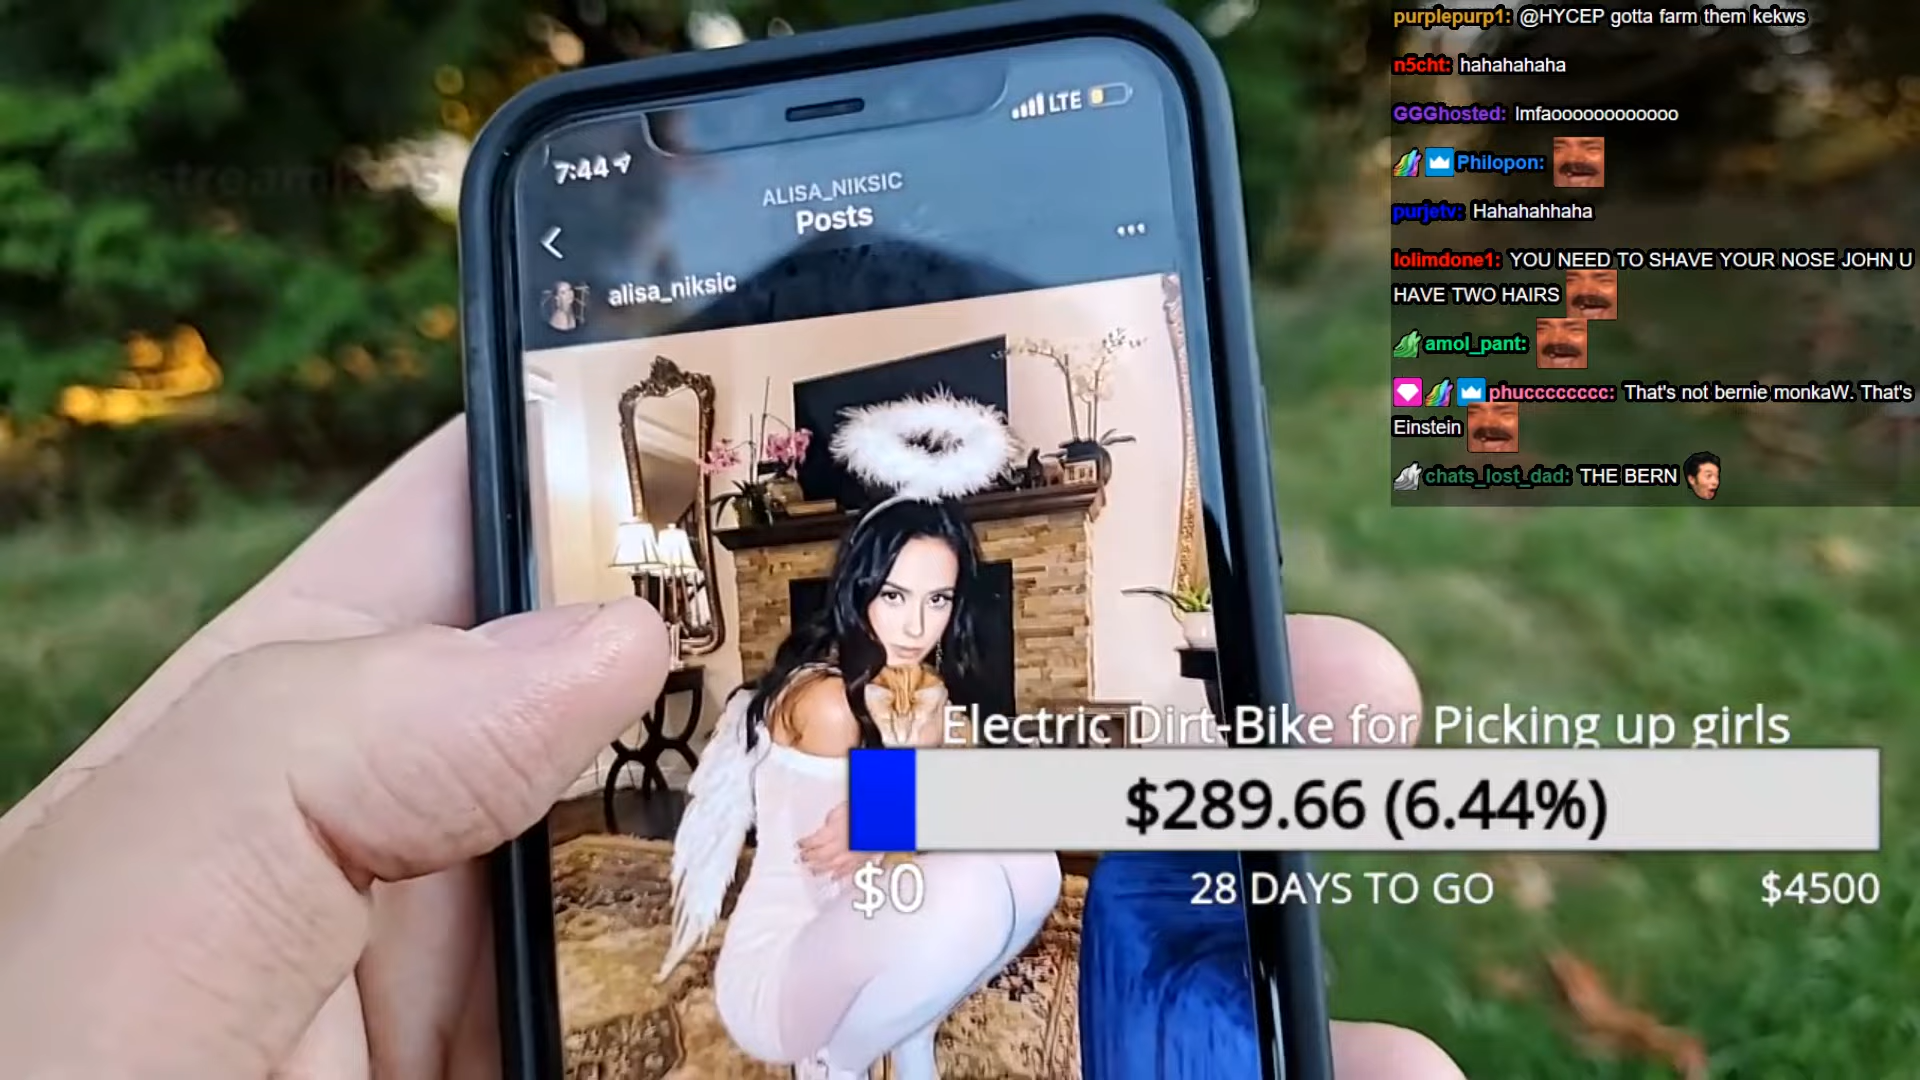 purplepurp1: @HYCEP gotta farm them kekws
n5cht: hahahahaha
GGGhosted: lmfaoooooooooooo
Philopon:
purjetv: Hahahahhaha
lolimdone1: YOU NEED TO SHAVE YOUR NOSE JOHN U
HAVE TWO HAIRS
amol_pant:
phucccccccc: That's not bernie monkaW. That's
Einstein
chats_lost_dad: THE BERN
7:44
LTE
ALISA_NIKSIC
Posts
alisa_niksic
Electric Dirt-Bike for Picking up girls
$289.66 (6.44%)
$0
28 DAYS TO GO
$4500